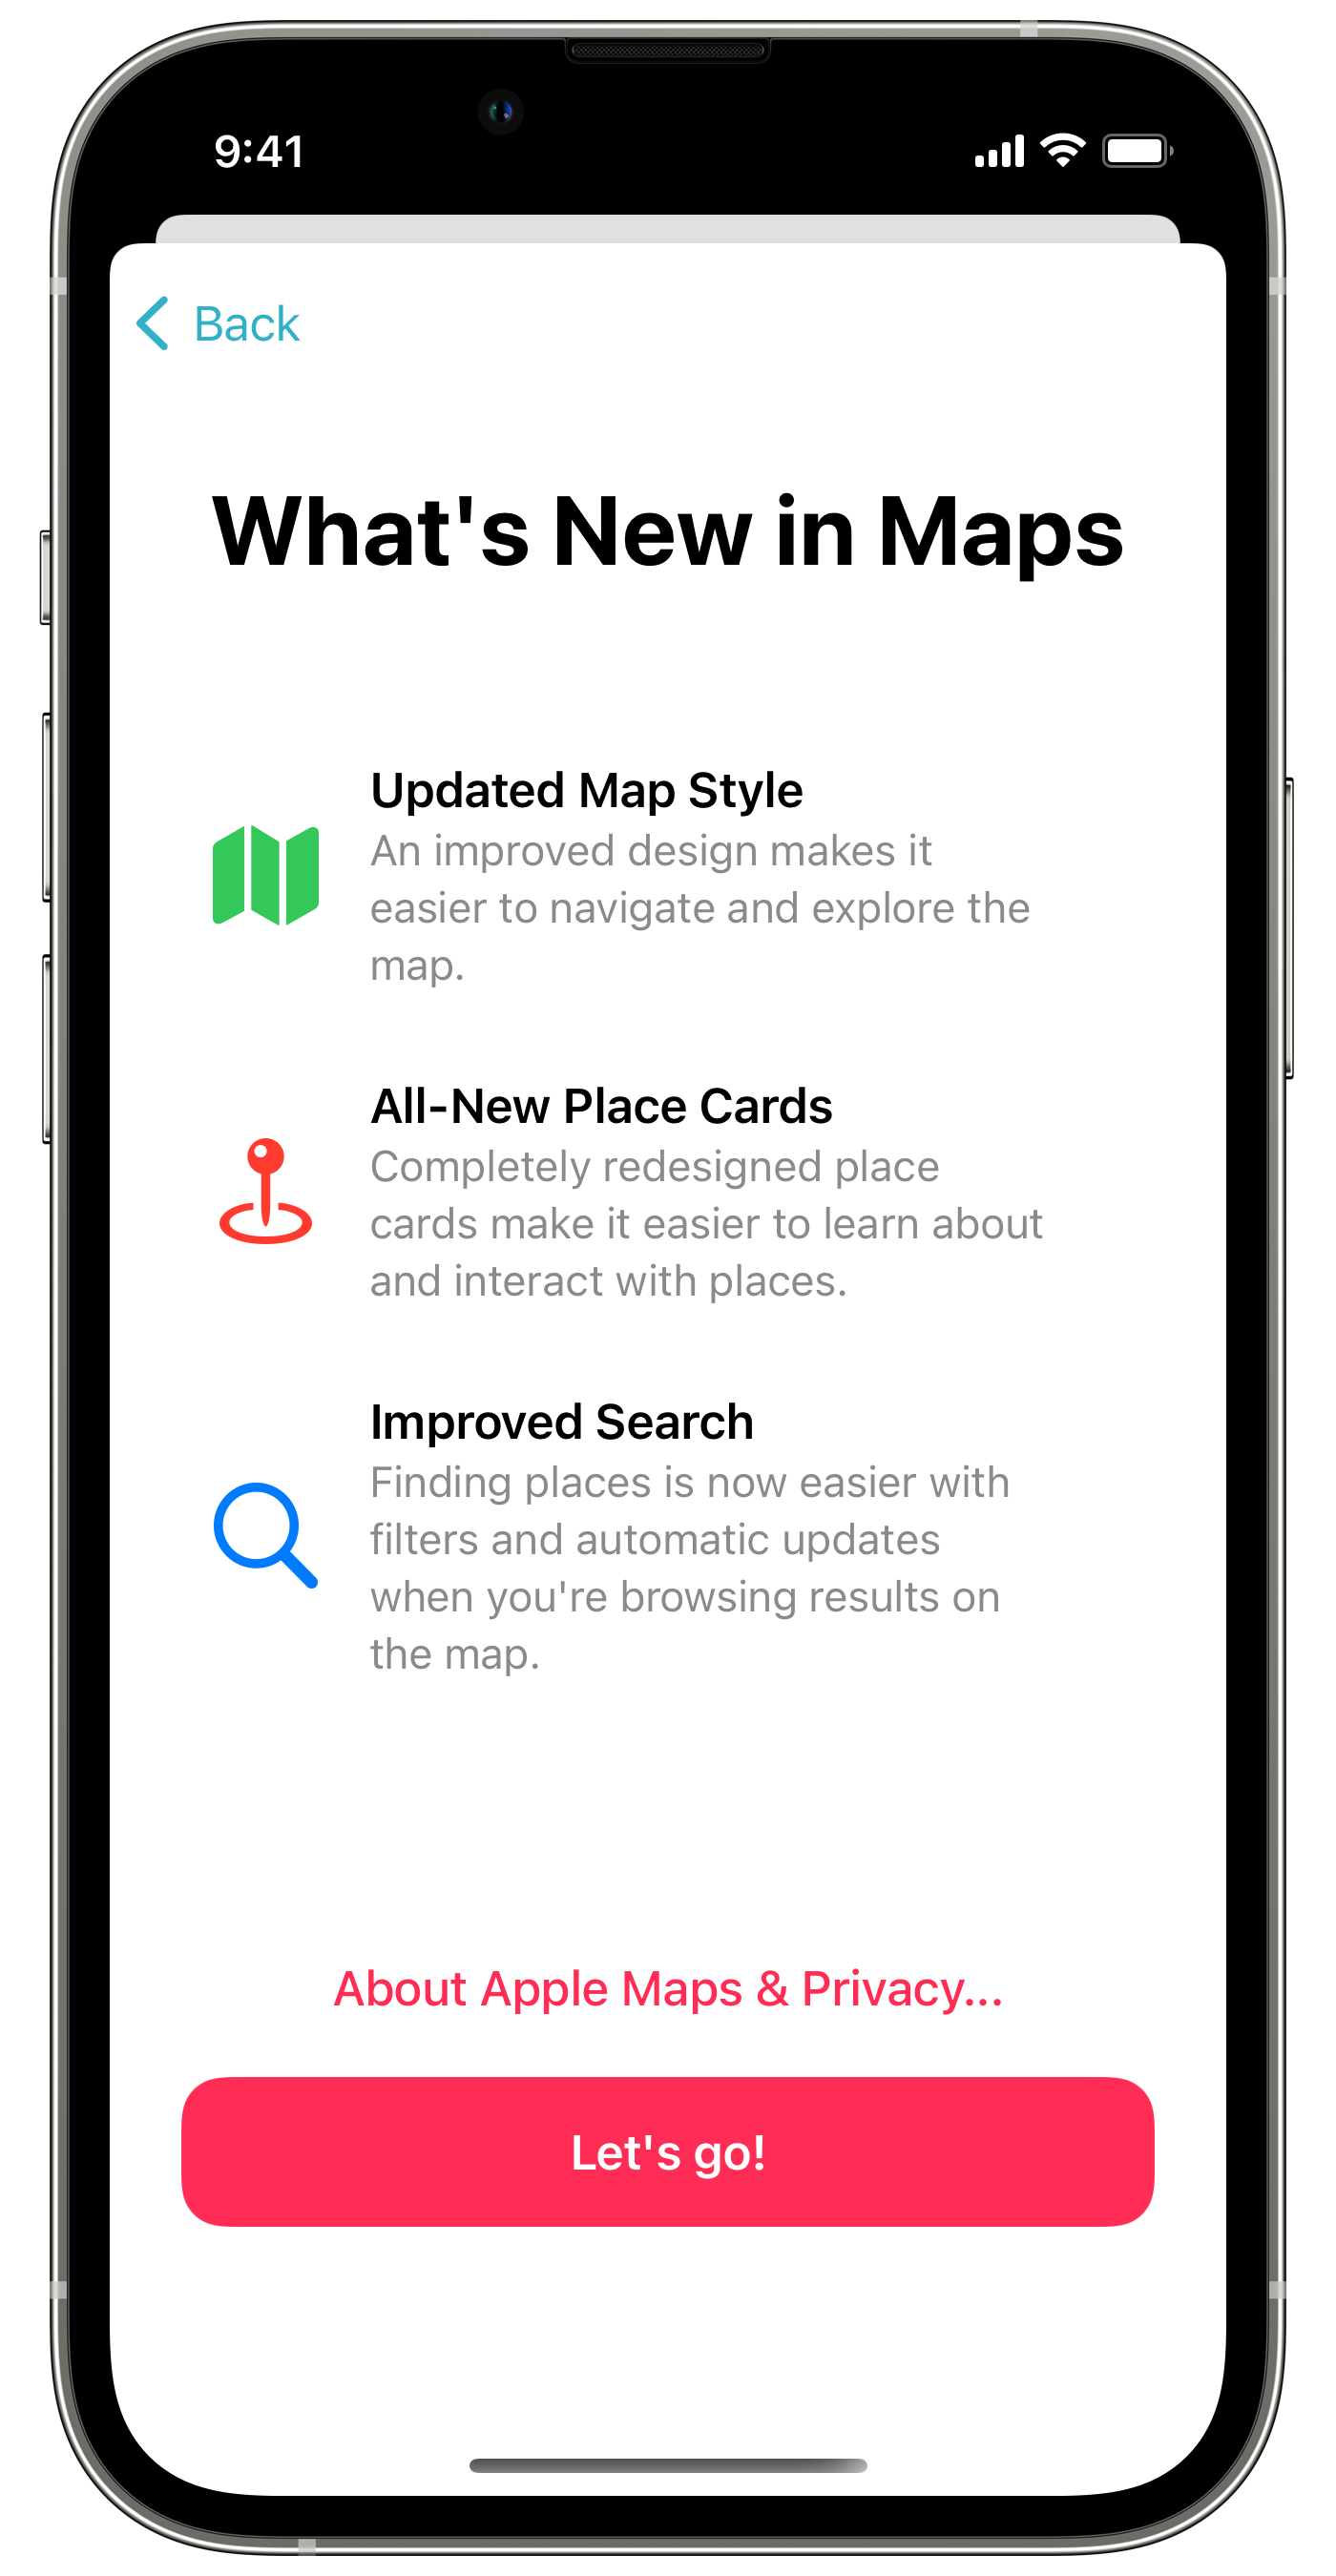 9:41
Back
What's New in Maps
Updated Map Style
An improved design makes it
easier to navigate and explore the
map.
All-New Place Cards
Completely redesigned place
cards make it easier to learn about
and interact with places.
Improved Search
Finding places is now easier with
filters and automatic updates
when you're browsing results on
the map.
About Apple Maps & Privacy...
Let's go!